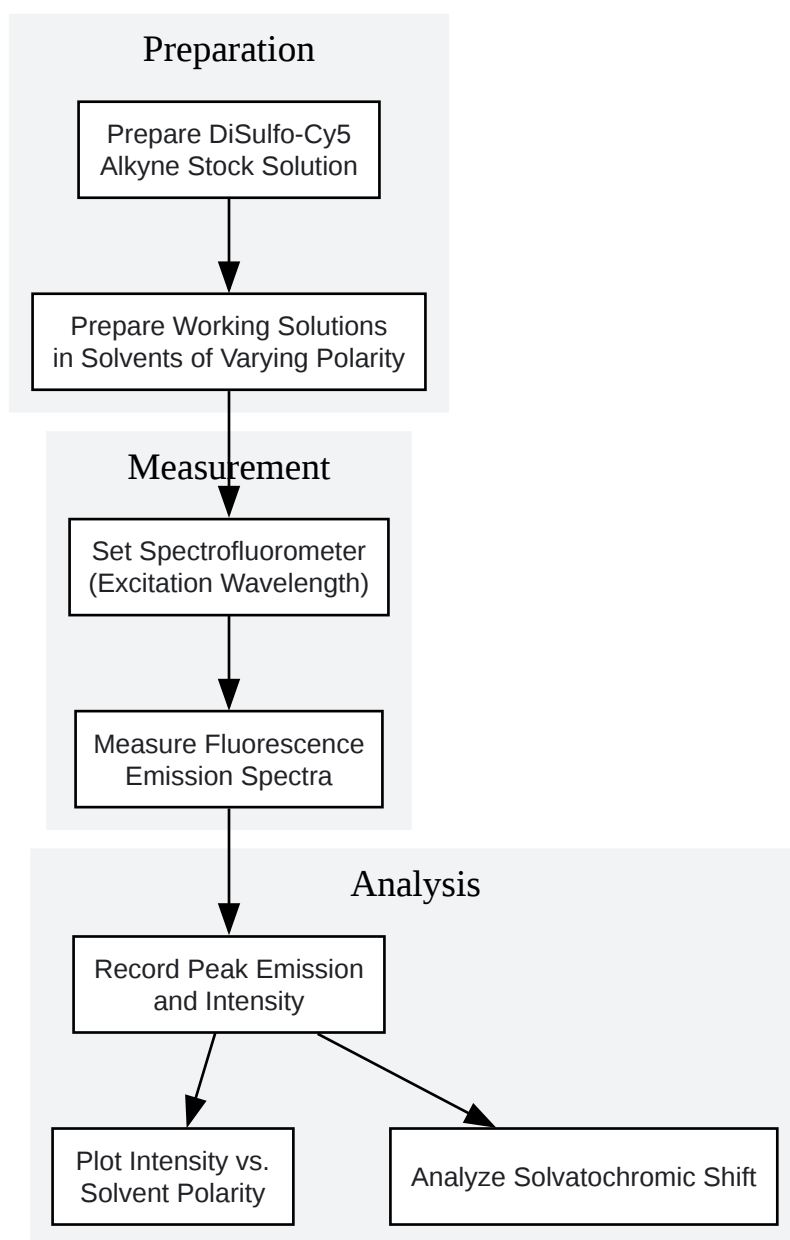 Preparation
Prepare DiSulfo-Cy5
Alkyne Stock Solution
Prepare Working Solutions
in Solvents of Varying Polarity
Measurement
Set Spectrofluorometer
(Excitation Wavelength)
Measure Fluorescence
Emission Spectra
Analysis
Record Peak Emission
and Intensity
Plot Intensity vs.
Solvent Polarity
Analyze Solvatochromic Shift